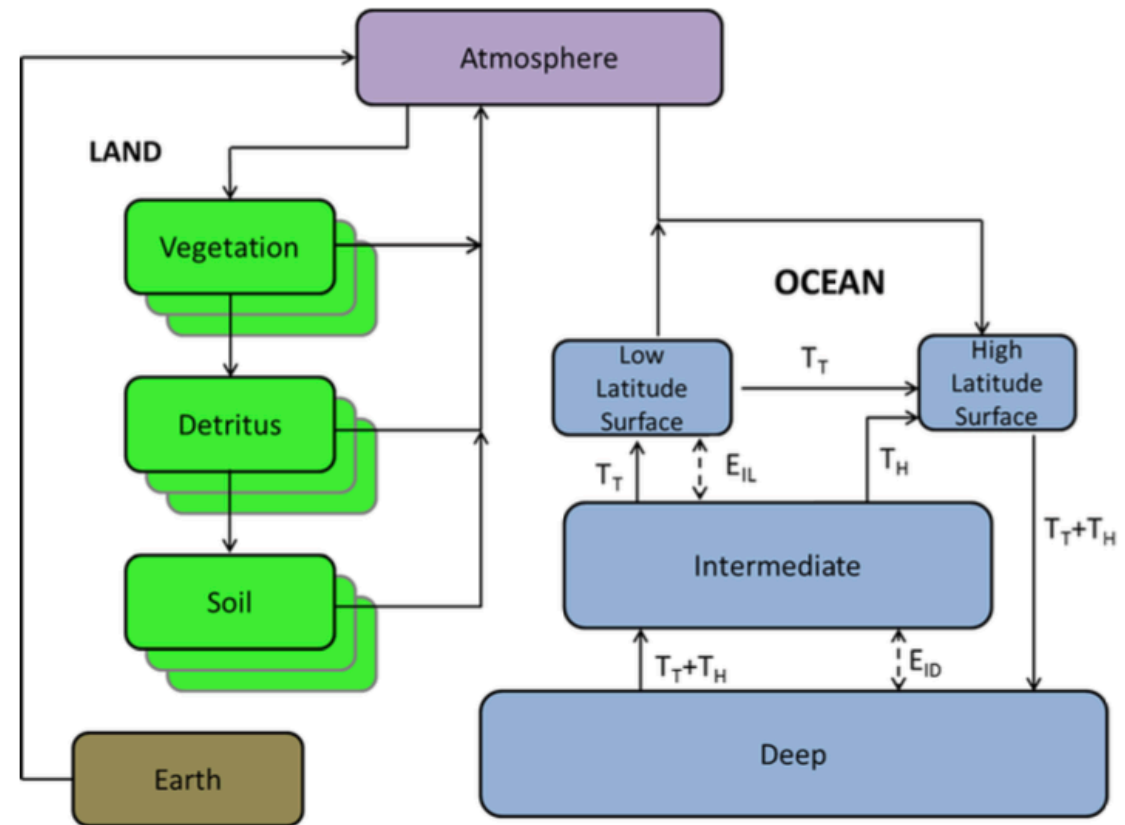 Atmosphere
LAND
Vegetation
OCEAN
Low
Latitude
Surface
T_T
High
Latitude
Surface
Detritus
T_T
E_IL
T_H
Intermediate
T_T+T_H
Soil
T_T+T_H
E_ID
Deep
Earth